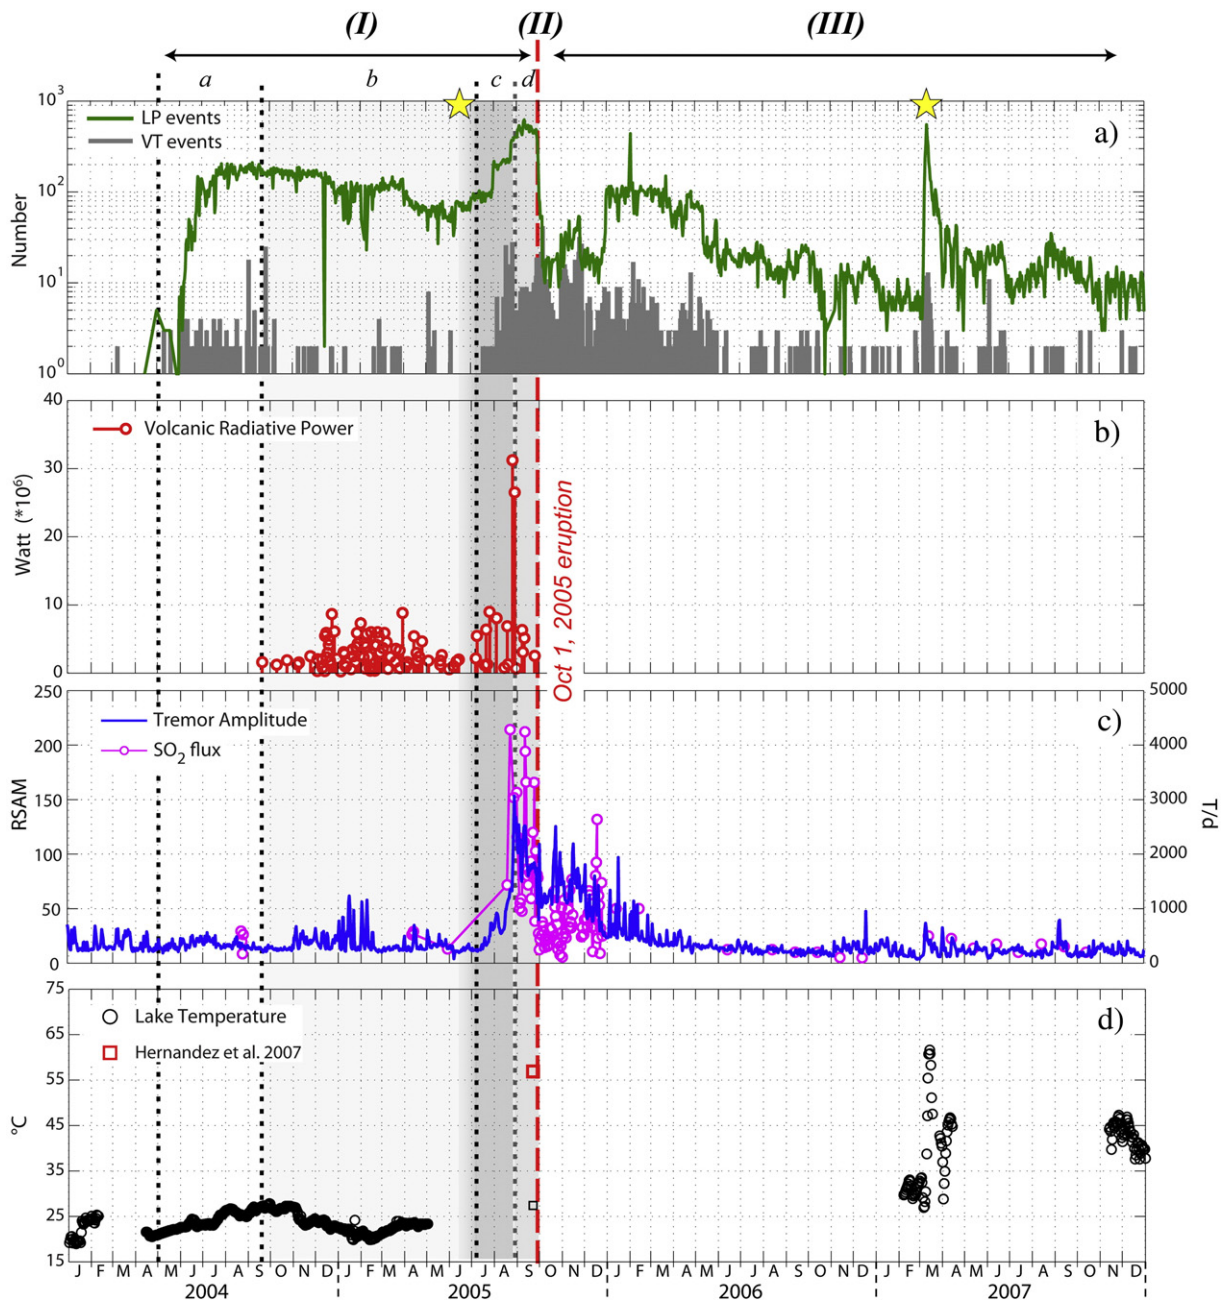 (I) (II) (III)
a b c d
a)
LP events
VT events
Number
10³
10²
10¹
10⁰
b)
Volcanic Radiative Power
Watt (*10⁶)
40
30
20
10
0
Oct 1, 2005 eruption
c)
Tremor Amplitude
SO₂ flux
RSAM
250
200
150
100
50
0
5000
4000
3000
2000
1000
0
T/d
d)
Lake Temperature
Hernandez et al. 2007
°C
75
65
55
45
35
25
15
J F M A M J J A S O N D J F M A M J J A S O N D J F M A M J J A S O N D J F M A M J J A S O N D
2004 2005 2006 2007